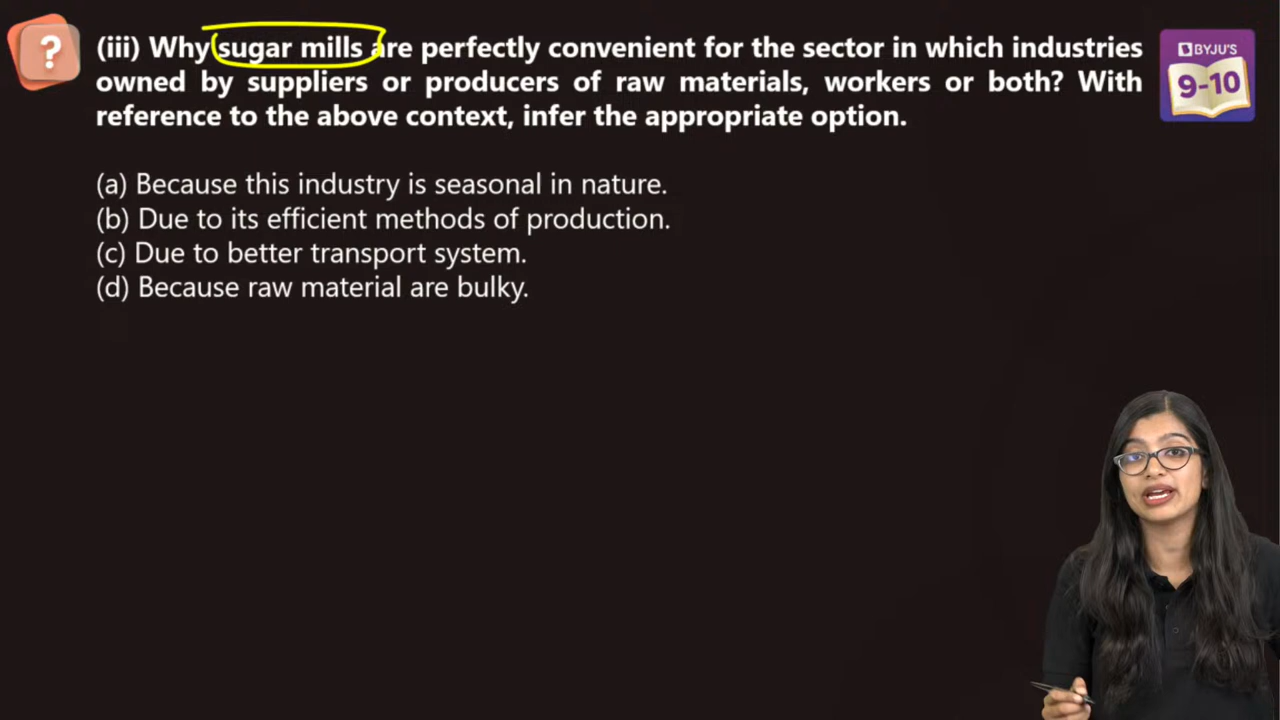 ?
(iii) Why sugar mills are perfectly convenient for the sector in which industries
owned by suppliers or producers of raw materials, workers or both? With
reference to the above context, infer the appropriate option.
BYJU'S
9-10
(a) Because this industry is seasonal in nature.
(b) Due to its efficient methods of production.
(c) Due to better transport system.
(d) Because raw material are bulky.